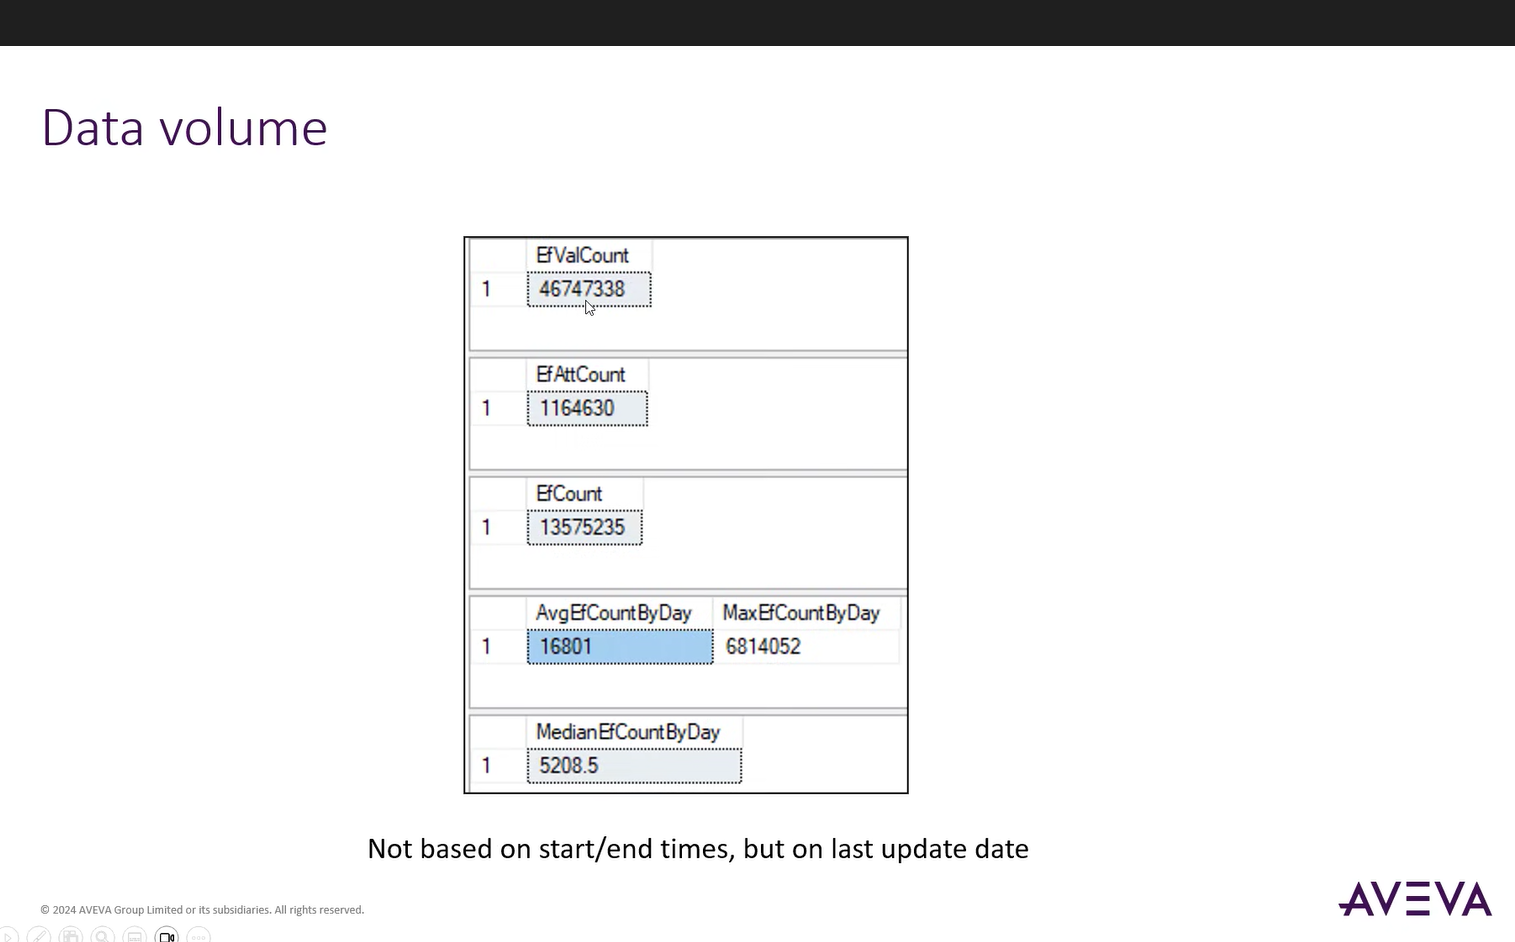 Data volume
EfValCount
1 46747338
EfAttCount
1 1164630
EfCount
1 13575235
AvgEfCountByDay MaxEfCountByDay
1 16801 6814052
MedianEfCountByDay
1 5208.5
Not based on start/end times, but on last update date
© 2024 AVEVA Group Limited or its subsidiaries. All rights reserved.
AVEVA